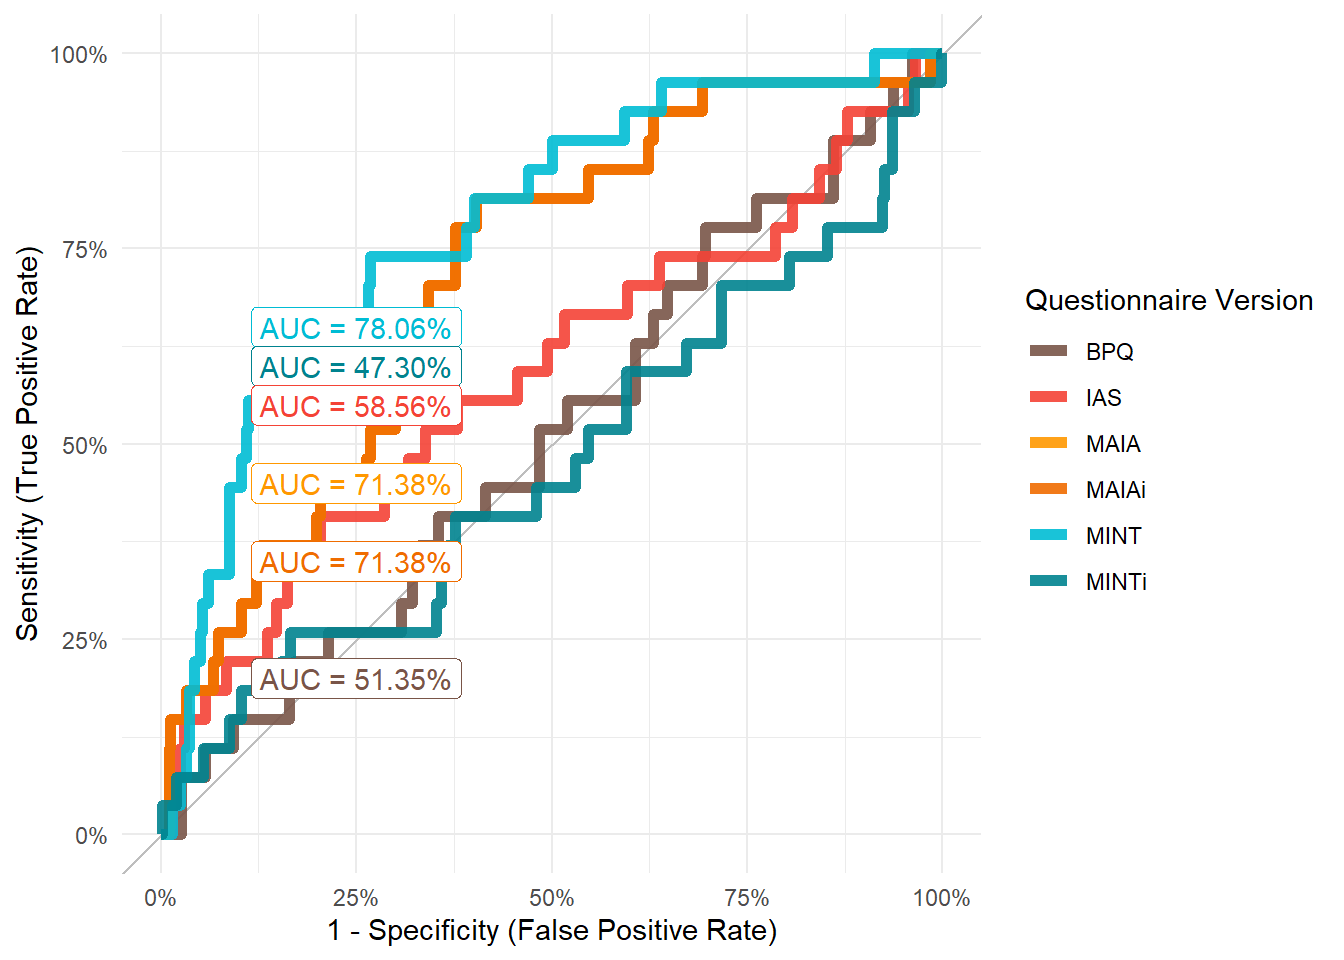 Sensitivity (True Positive Rate)
100%
75%
50%
25%
0%
AUC = 78.06%
AUC = 47.30%
AUC = 58.56%
AUC = 71.38%
AUC = 71.38%
AUC = 51.35%
0%
25%
50%
75%
100%
1 - Specificity (False Positive Rate)
Questionnaire Version
BPQ
IAS
MAIA
MAIAi
MINT
MINTi